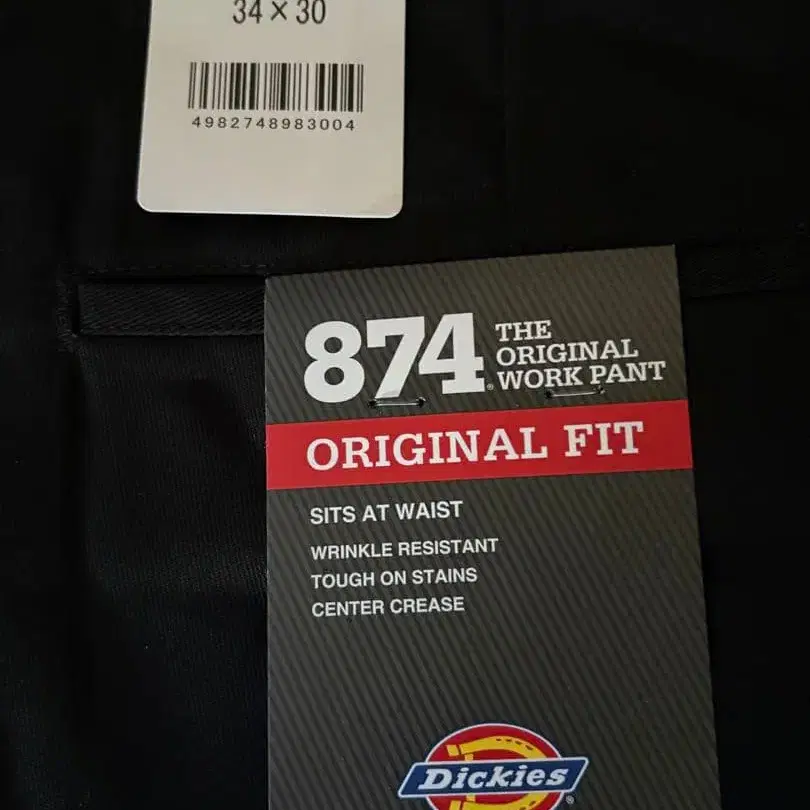 34×30
4982748983004
874
®
THE
ORIGINAL
WORK PANT
ORIGINAL FIT
SITS AT WAIST
WRINKLE RESISTANT
TOUGH ON STAINS
CENTER CREASE
Dickies
®